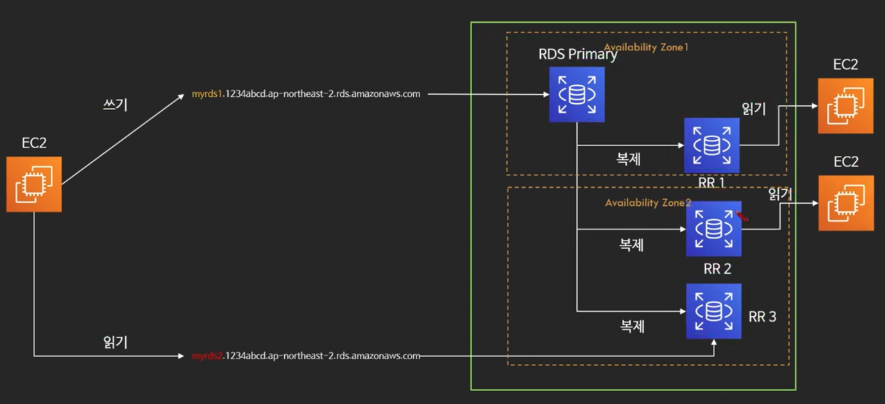 Availability Zone1
RDS Primary
EC2
쓰기
myrds1.1234abcd.ap-northeast-2.rds.amazonaws.com
읽기
EC2
복제
EC2
RR 1
읽기
Availability Zone2
복제
RR 2
RR 3
복제
읽기
myrds2.1234abcd.ap-northeast-2.rds.amazonaws.com